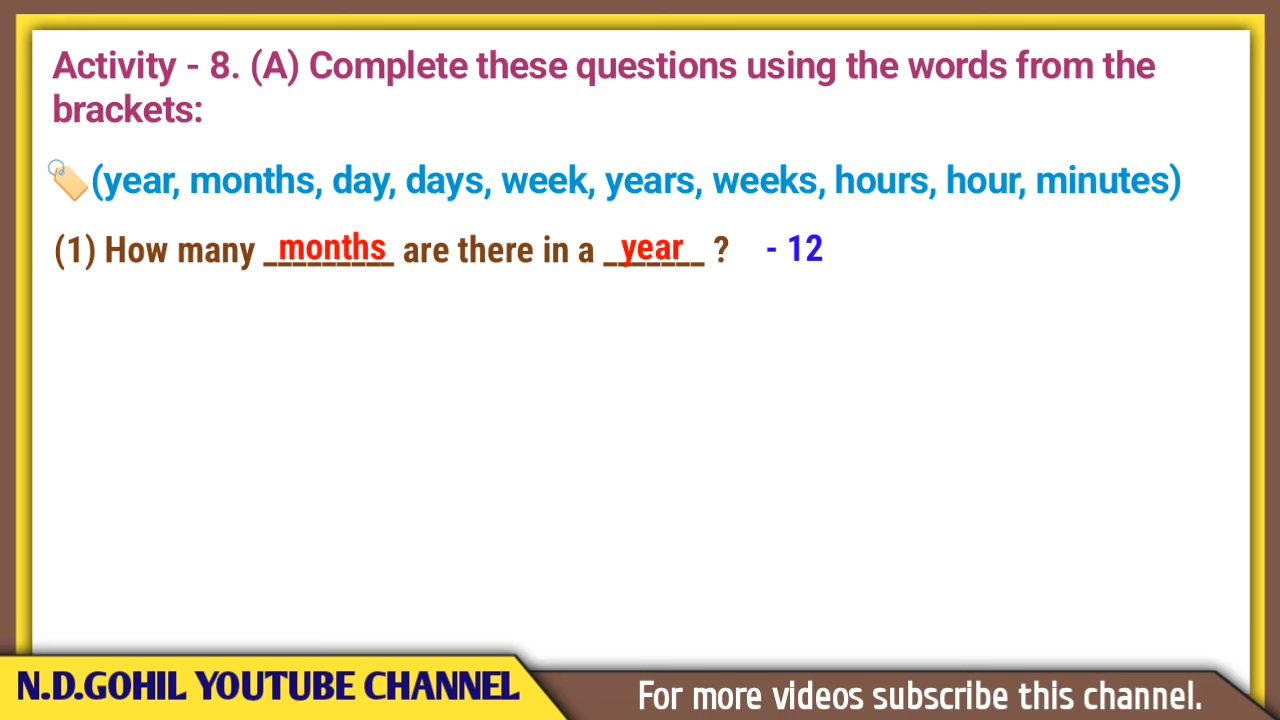 Activity - 8. (A) Complete these questions using the words from the
brackets:
(year, months, day, days, week, years, weeks, hours, hour, minutes)
(1) How many _months_ are there in a _year_ ? - 12
N.D.GOHIL YOUTUBE CHANNEL
For more videos subscribe this channel.